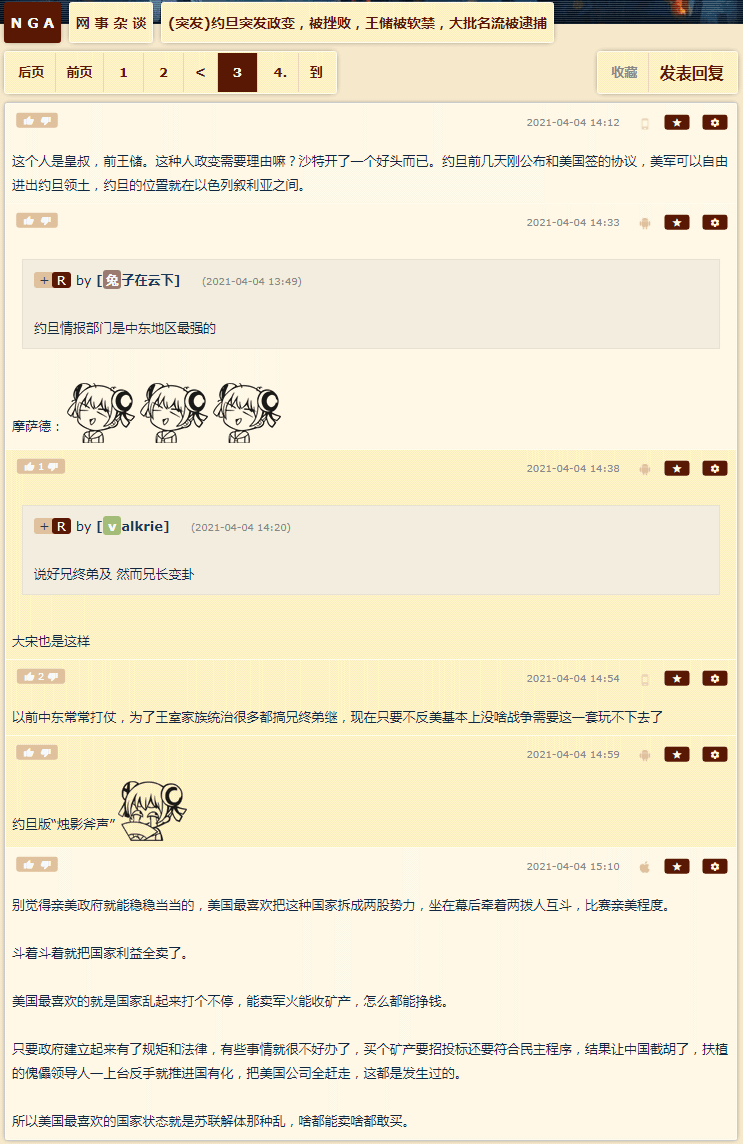 NGA 网事杂谈 (突发)约旦突发政变，被挫败，王储被软禁，大批名流被逮捕
后页 前页 1 2 < 3 4. 到 收藏 发表回复
2021-04-04 14:12
这个人是皇叔，前王储。这种人政变需要理由嘛？沙特开了一个好头而已。约旦前几天刚公布和美国签的协议，美军可以自由
进出约旦领土，约旦的位置就在以色列叙利亚之间。
2021-04-04 14:33
+ R by [兔子在云下] (2021-04-04 13:49)
约旦情报部门是中东地区最强的
摩萨德：
1 2021-04-04 14:38
+ R by [valkrie] (2021-04-04 14:20)
说好兄终弟及 然而兄长变卦
大宋也是这样
2 2021-04-04 14:54
以前中东常常打仗，为了王室家族统治很多都搞兄终弟继，现在只要不反美基本上没啥战争需要这一套玩不下去了
2021-04-04 14:59
约旦版“烛影斧声”
2021-04-04 15:10
别觉得亲美政府就能稳稳当当的，美国最喜欢把这种国家拆成两股势力，坐在幕后牵着两拨人互斗，比赛亲美程度。
斗着斗着就把国家利益全卖了。
美国最喜欢的就是国家乱起来打个不停，能卖军火能收矿产，怎么都能挣钱。
只要政府建立起来有了规矩和法律，有些事情就很不好办了，买个矿产要招投标还要符合民主程序，结果让中国截胡了，扶植
的傀儡领导人一上台反手就推进国有化，把美国公司全赶走，这都是发生过的。
所以美国最喜欢的国家状态就是苏联解体那种乱，啥都能卖啥都敢买。